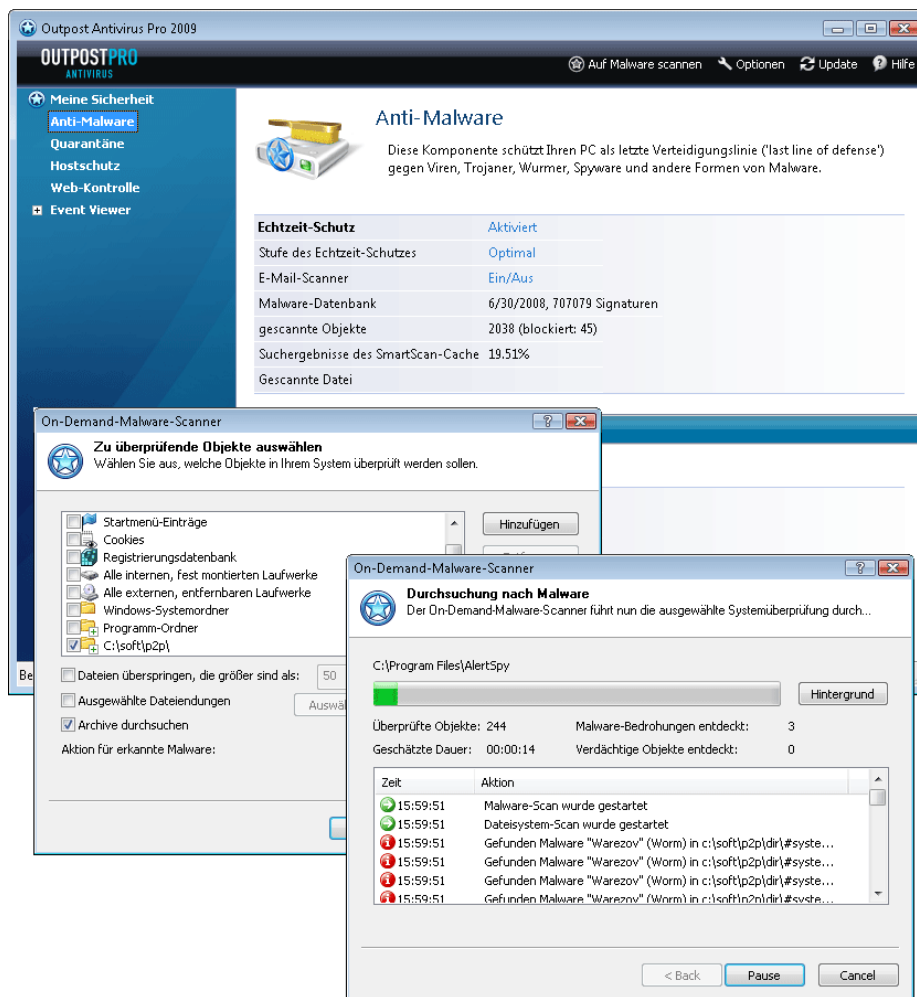 Outpost Antivirus Pro 2009
OUTPOSTPRO
ANTIVIRUS
Auf Malware scannen
Optionen
Update
Hilfe
Meine Sicherheit
Anti-Malware
Quarantäne
Hostschutz
Web-Kontrolle
Event Viewer
Anti-Malware
Diese Komponente schützt Ihren PC als letzte Verteidigungslinie ('last line of defense')
gegen Viren, Trojaner, Wurmer, Spyware und andere Formen von Malware.
Echtzeit-Schutz Aktiviert
Stufe des Echtzeit-Schutzes Optimal
E-Mail-Scanner Ein/Aus
Malware-Datenbank 6/30/2008, 707079 Signaturen
gescannte Objekte 2038 (blockiert: 45)
Suchergebnisse des SmartScan-Cache 19.51%
Gescannte Datei
Be
On-Demand-Malware-Scanner
Zu überprüfende Objekte auswählen
Wählen Sie aus, welche Objekte in Ihrem System überprüft werden sollen.
Startmenü-Einträge
Cookies
Registrierungsdatenbank
Alle internen, fest montierten Laufwerke
Alle externen, entfernbaren Laufwerke
Windows-Systemordner
Programm-Ordner
C:\soft\p2p\
Hinzufügen
Dateien überspringen, die größer sind als: 50
Ausgewählte Dateiendungen
Auswäh
Archive durchsuchen
Aktion für erkannte Malware:
On-Demand-Malware-Scanner
Durchsuchung nach Malware
Der On-Demand-Malware-Scanner führt nun die ausgewählte Systemüberprüfung durch...
C:\Program Files\AlertSpy
Hintergrund
Überprüfte Objekte: 244 Malware-Bedrohungen entdeckt: 3
Geschätzte Dauer: 00:00:14 Verdächtige Objekte entdeckt: 0
Zeit Aktion
15:59:51 Malware-Scan wurde gestartet
15:59:51 Dateisystem-Scan wurde gestartet
15:59:51 Gefunden Malware "Warezov" (Worm) in c:\soft\p2p\dir\#syste...
15:59:51 Gefunden Malware "Warezov" (Worm) in c:\soft\p2p\dir\#syste...
15:59:51 Gefunden Malware "Warezov" (Worm) in c:\soft\p2p\dir\#syste...
15:59:51 Gefunden Malware "Warezov" (Worm) in c:\soft\p2p\dir\#syste...
< Back
Pause
Cancel